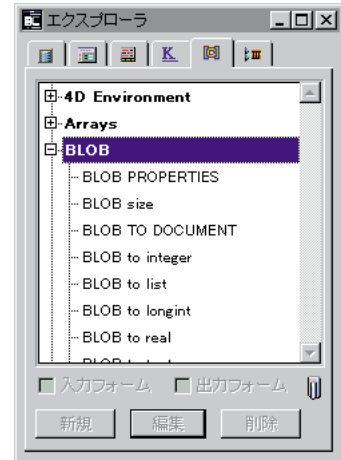 エクスプローラ
K
4D Environment
Arrays
BLOB
BLOB PROPERTIES
BLOB size
BLOB TO DOCUMENT
BLOB to integer
BLOB to list
BLOB to longint
BLOB to real
入力フォーム 出力フォーム
新規 編集 削除